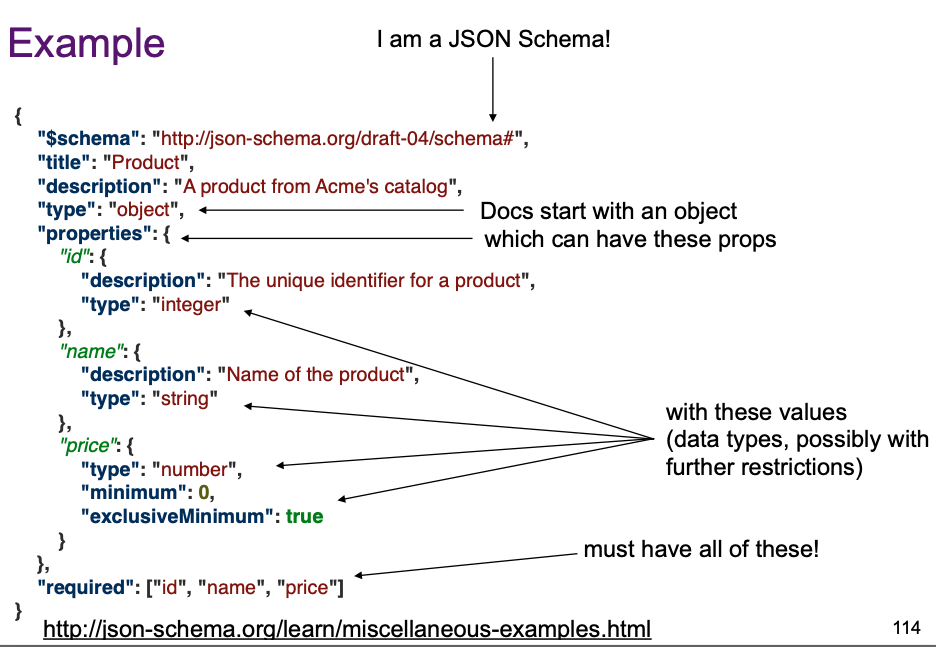 Example
I am a JSON Schema!
{
"$schema": "http://json-schema.org/draft-04/schema#",
"title": "Product",
"description": "A product from Acme's catalog",
"type": "object",
Docs start with an object
"properties": {
which can have these props
"id": {
"description": "The unique identifier for a product",
"type": "integer"
},
"name": {
"description": "Name of the product",
"type": "string"
},
"price": {
"type": "number",
"minimum": 0,
"exclusiveMinimum": true
}
},
with these values
(data types, possibly with
further restrictions)
"required": ["id", "name", "price"]
must have all of these!
}
http://json-schema.org/learn/miscellaneous-examples.html
114